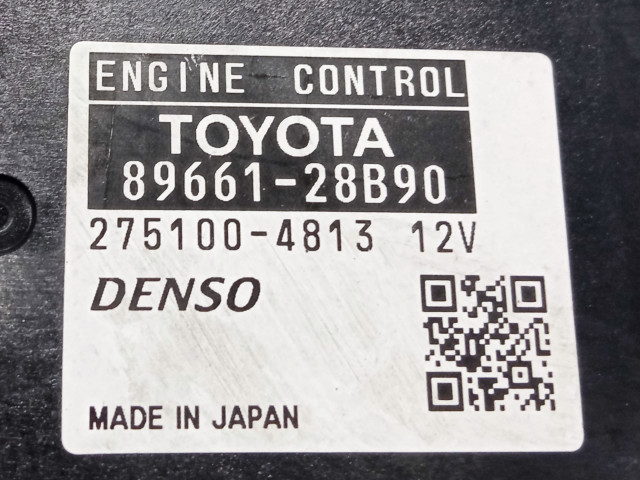 ENGINE CONTROL
TOYOTA
89661-28B90
275100-4813 12V
DENSO
MADE IN JAPAN